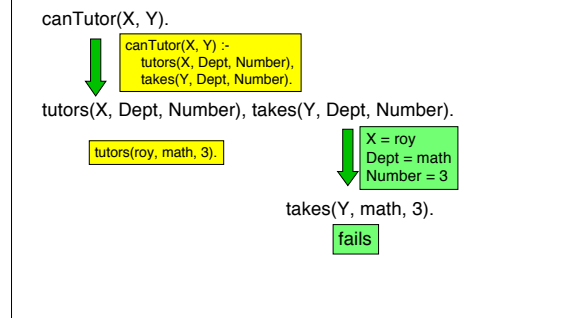 canTutor(X, Y).
canTutor(X, Y) :-
tutors(X, Dept, Number),
takes(Y, Dept, Number).
tutors(X, Dept, Number), takes(Y, Dept, Number).
tutors(roy, math, 3).
X = roy
Dept = math
Number = 3
takes(Y, math, 3).
fails